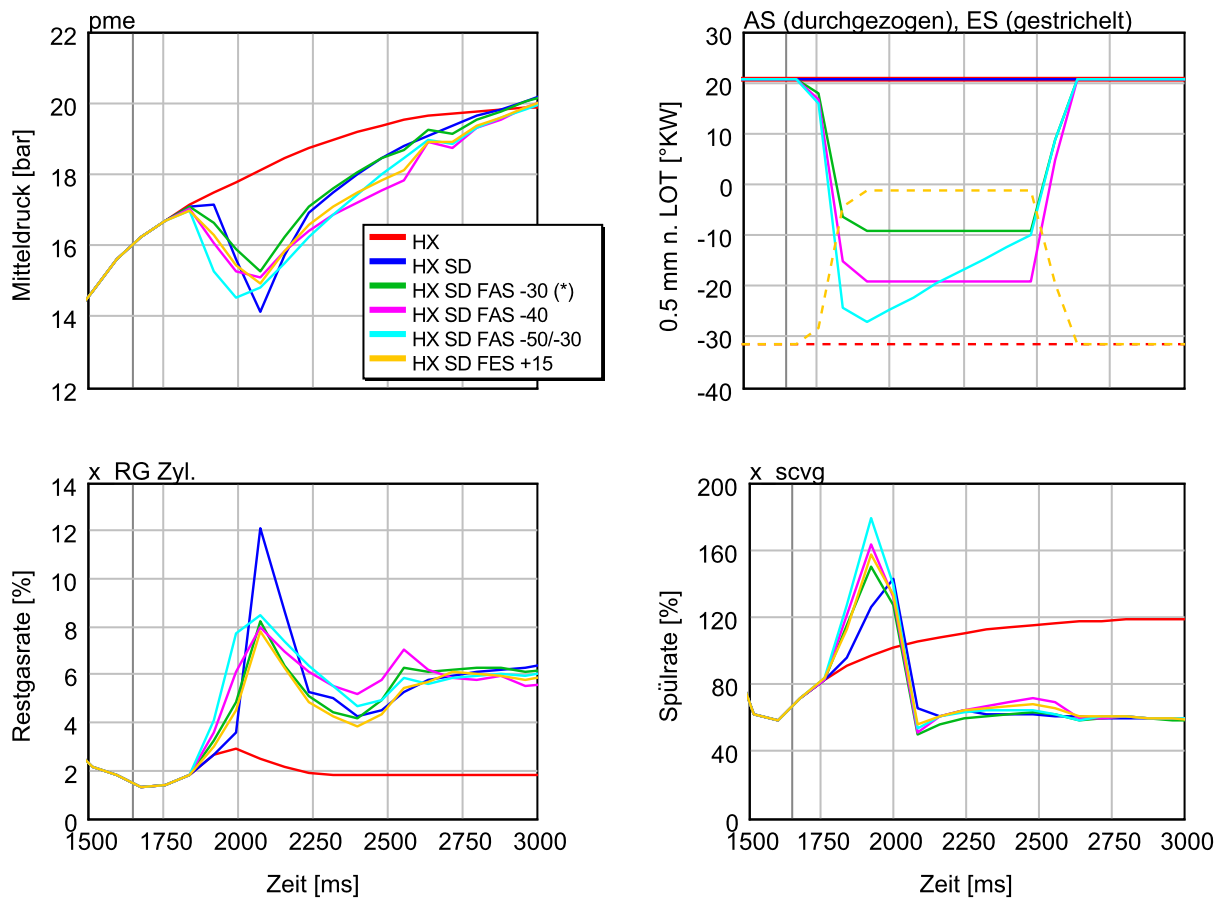 pme
22
20
18
16
14
12
Mitteldruck [bar]
HX
HX SD
HX SD FAS -30 (*)
HX SD FAS -40
HX SD FAS -50/-30
HX SD FES +15
AS (durchgezogen), ES (gestrichelt)
30
20
10
0
-10
-20
-30
-40
0.5 mm n. LOT [°KW]
x RG Zyl.
14
12
10
8
6
4
2
0
Restgasrate [%]
1500 1750 2000 2250 2500 2750 3000
Zeit [ms]
x scvg
200
160
120
80
40
0
Spülrate [%]
1500 1750 2000 2250 2500 2750 3000
Zeit [ms]